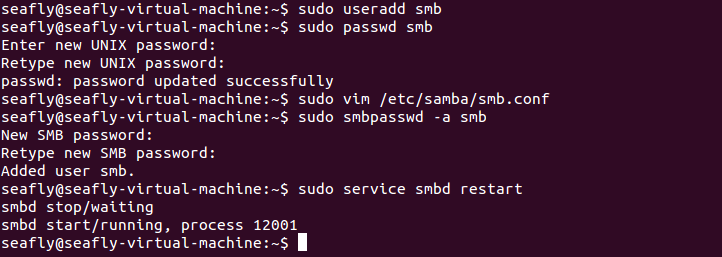 seafly@seafly-virtual-machine:~$ sudo useradd smb
seafly@seafly-virtual-machine:~$ sudo passwd smb
Enter new UNIX password:
Retype new UNIX password:
passwd: password updated successfully
seafly@seafly-virtual-machine:~$ sudo vim /etc/samba/smb.conf
seafly@seafly-virtual-machine:~$ sudo smbpasswd -a smb
New SMB password:
Retype new SMB password:
Added user smb.
seafly@seafly-virtual-machine:~$ sudo service smbd restart
smbd stop/waiting
smbd start/running, process 12001
seafly@seafly-virtual-machine:~$